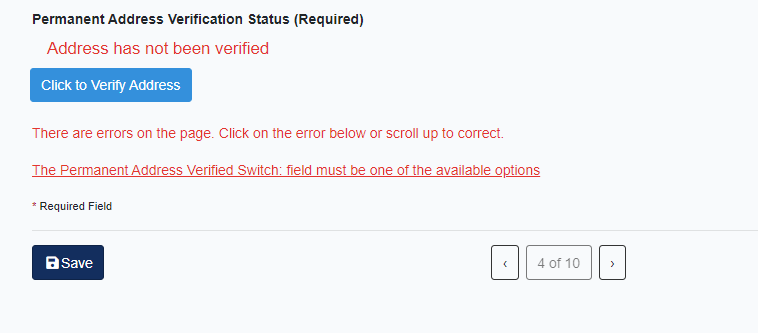 Permanent Address Verification Status (Required)
Address has not been verified
Click to Verify Address
There are errors on the page. Click on the error below or scroll up to correct.
The Permanent Address Verified Switch: field must be one of the available options
* Required Field
Save
‹ 4 of 10 ›